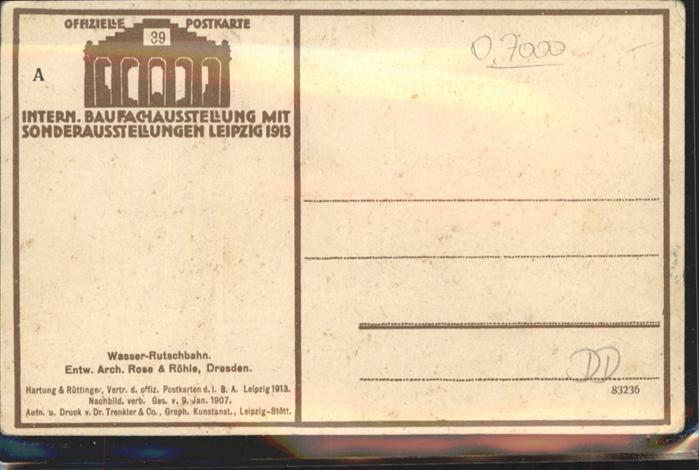 OFFIZIELLE POSTKARTE
39
A
INTERN. BAUFACHAUSSTELLUNG MIT
SONDERAUSSTELLUNGEN LEIPZIG 1913
Wasser-Rutschbahn.
Entw. Arch. Rose & Röhle, Dresden.
Hartung & Rüttinger, Vertr. d. offiz. Postkarten d. I. B. A. Leipzig 1913.
Nachbild. verb. Ges. v. 9. Jan. 1907.
Aufn. u. Druck v. Dr. Trenkler & Co., Graph. Kunstanst., Leipzig-Stött.
0,7000
DD
83236